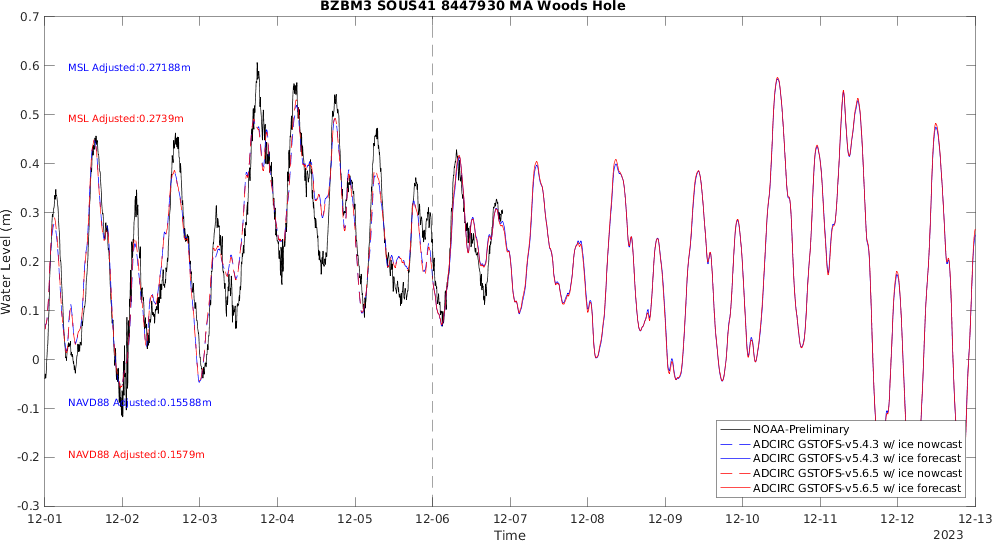 BZBM3 SOUS41 8447930 MA Woods Hole
0.7
0.6
0.5
0.4
0.3
0.2
0.1
0
-0.1
-0.2
-0.3
Water Level (m)
MSL Adjusted:0.27188m
MSL Adjusted:0.2739m
NAVD88 Adjusted:0.15588m
NAVD88 Adjusted:0.1579m
NOAA-Preliminary
ADCIRC GSTOFS-v5.4.3 w/ ice nowcast
ADCIRC GSTOFS-v5.4.3 w/ ice forecast
ADCIRC GSTOFS-v5.6.5 w/ ice nowcast
ADCIRC GSTOFS-v5.6.5 w/ ice forecast
12-01 12-02 12-03 12-04 12-05 12-06 12-07 12-08 12-09 12-10 12-11 12-12 12-13
Time
2023